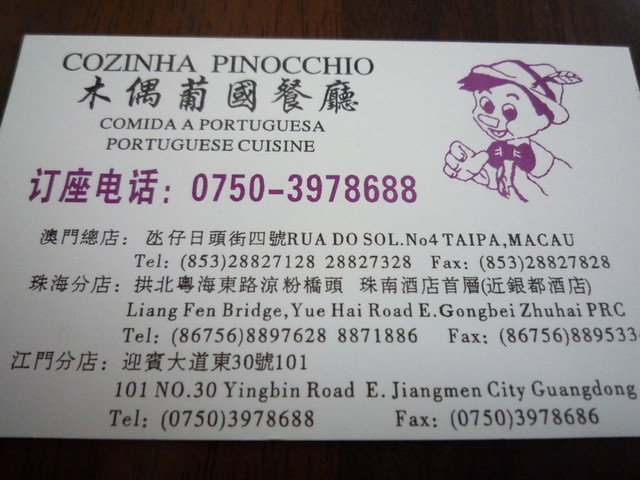 COZINHA PINOCCHIO
木偶葡國餐廳
COMIDA A PORTUGUESA
PORTUGUESE CUISINE
订座电话：0750-3978688
澳門總店：氹仔日頭街四號RUA DO SOL.No4 TAIPA,MACAU
Tel: (853)28827128 28827328 Fax: (853)28827828
珠海分店：拱北粵海東路涼粉橋頭 珠南酒店首層(近銀都酒店)
Liang Fen Bridge,Yue Hai Road E.Gongbei Zhuhai PRC
Tel: (86756)8897628 8871886 Fax: (86756)889533
江門分店：迎賓大道東30號101
101 NO.30 Yingbin Road E. Jiangmen City Guangdong
Tel: (0750)3978688 Fax: (0750)3978686